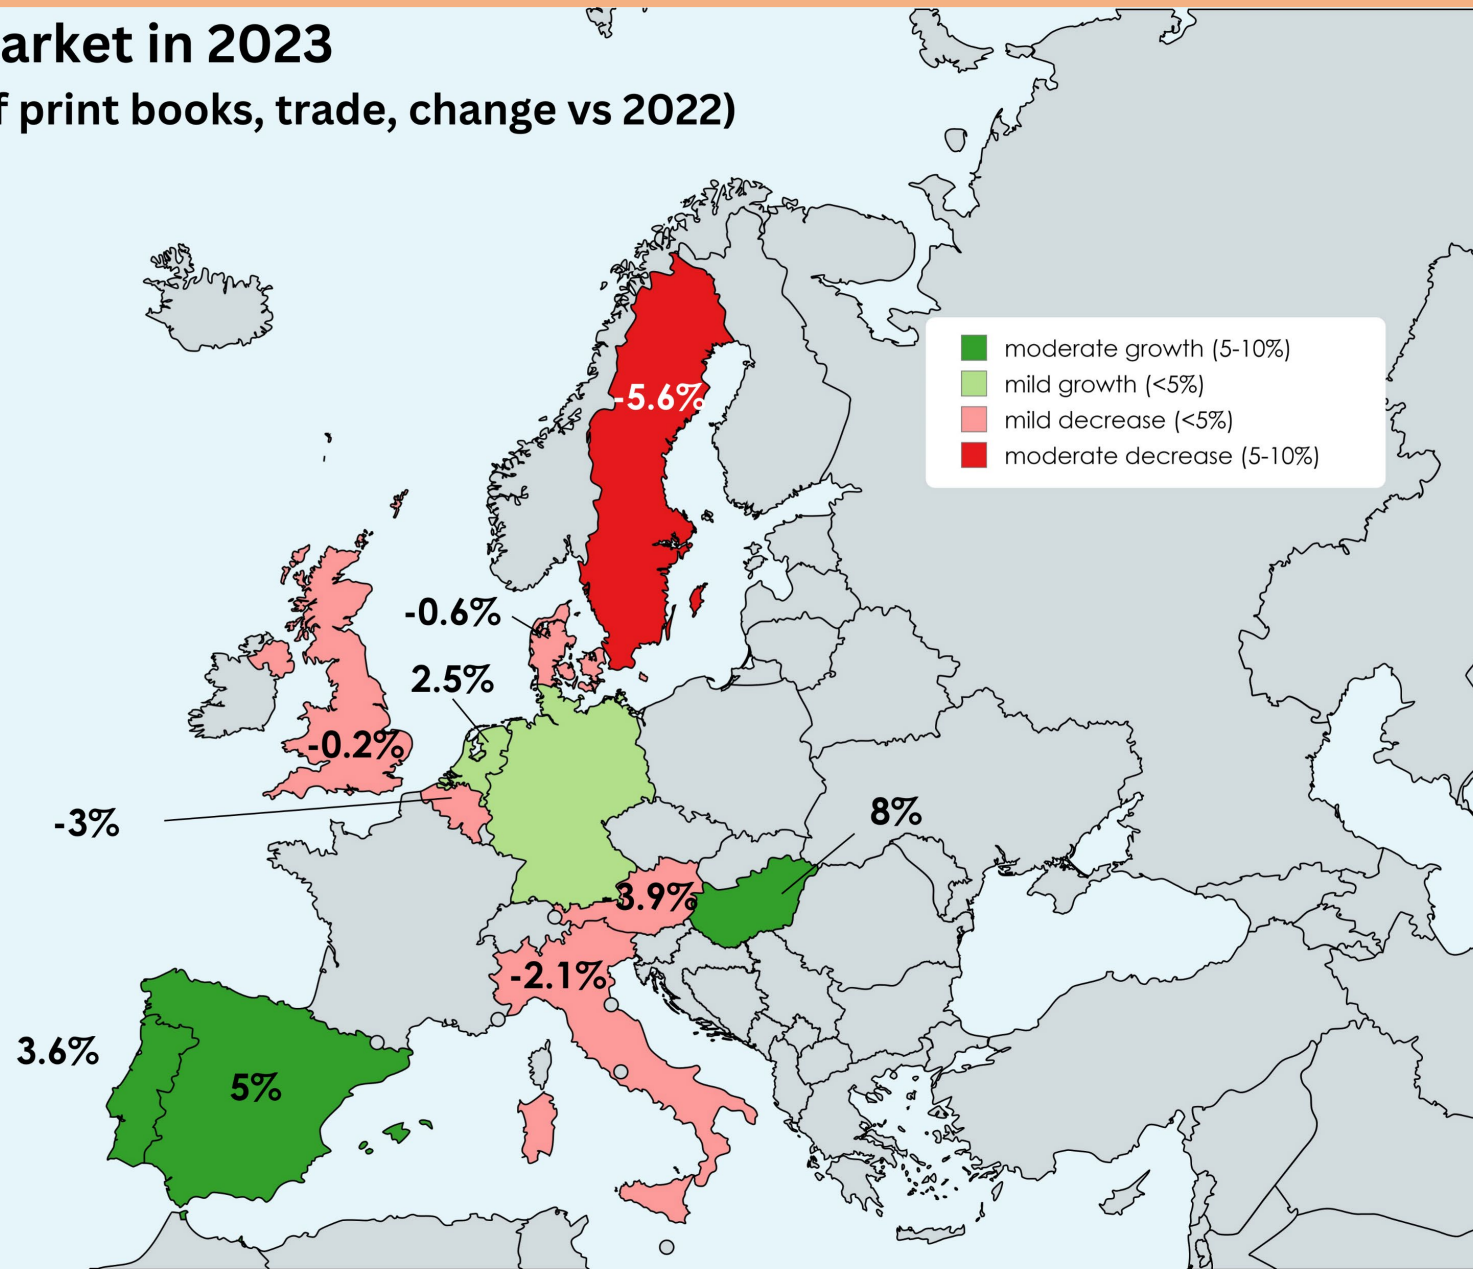 arket in 2023
f print books, trade, change vs 2022)
moderate growth (5-10%)
mild growth (<5%)
mild decrease (<5%)
moderate decrease (5-10%)
-5.6%
-0.6%
2.5%
-0.2%
-3%
8%
-3.9%
-2.1%
3.6%
5%